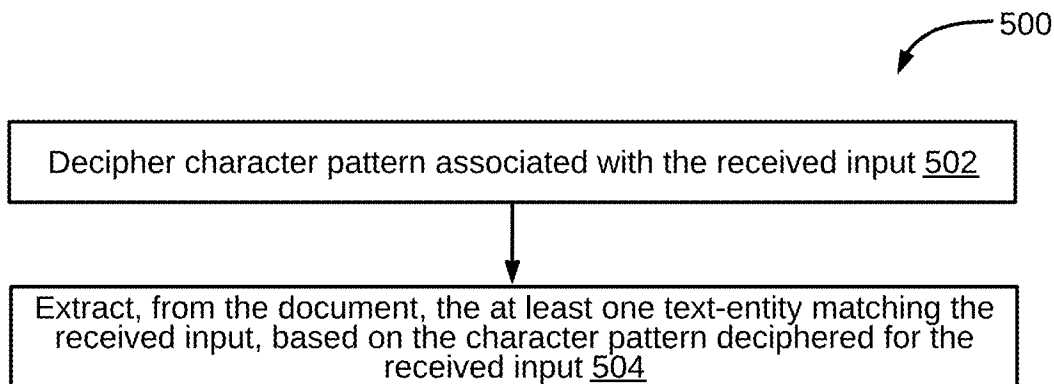 500
Decipher character pattern associated with the received input 502
Extract, from the document, the at least one text-entity matching the
received input, based on the character pattern deciphered for the
received input 504